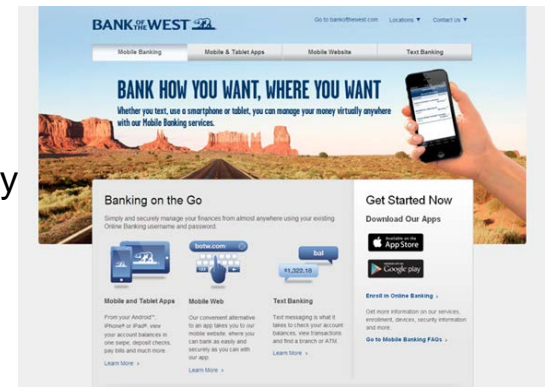 y
BANK OF THE WEST
Go to bankofthewest.com Locations Contact Us
Mobile Banking Mobile & Tablet Apps Mobile Website Text Banking
BANK HOW YOU WANT, WHERE YOU WANT
Whether you text, use a smartphone or tablet, you can manage your money virtually anywhere
with our Mobile Banking services.
Banking on the Go
Simply and securely manage your finances from almost anywhere using your existing
Online Banking username and password.
botw.com
bal
$1,322.18
Mobile and Tablet Apps
From your Android™,
iPhone® or iPad®, view
your account balances in
one swipe, deposit checks,
pay bills and much more.
Learn More ›
Mobile Web
Our convenient alternative
to an app takes you to our
mobile website, where you
can bank as easily and
securely as you can with
our app.
Learn More ›
Text Banking
Text messaging is what it
takes to check your account
balances, view transactions
and find a branch or ATM.
Learn More ›
Get Started Now
Download Our Apps
Available on the
App Store
Google play
Enroll in Online Banking ›
Get more information on our services,
enrollment, devices, security information
and more.
Go to Mobile Banking FAQs ›